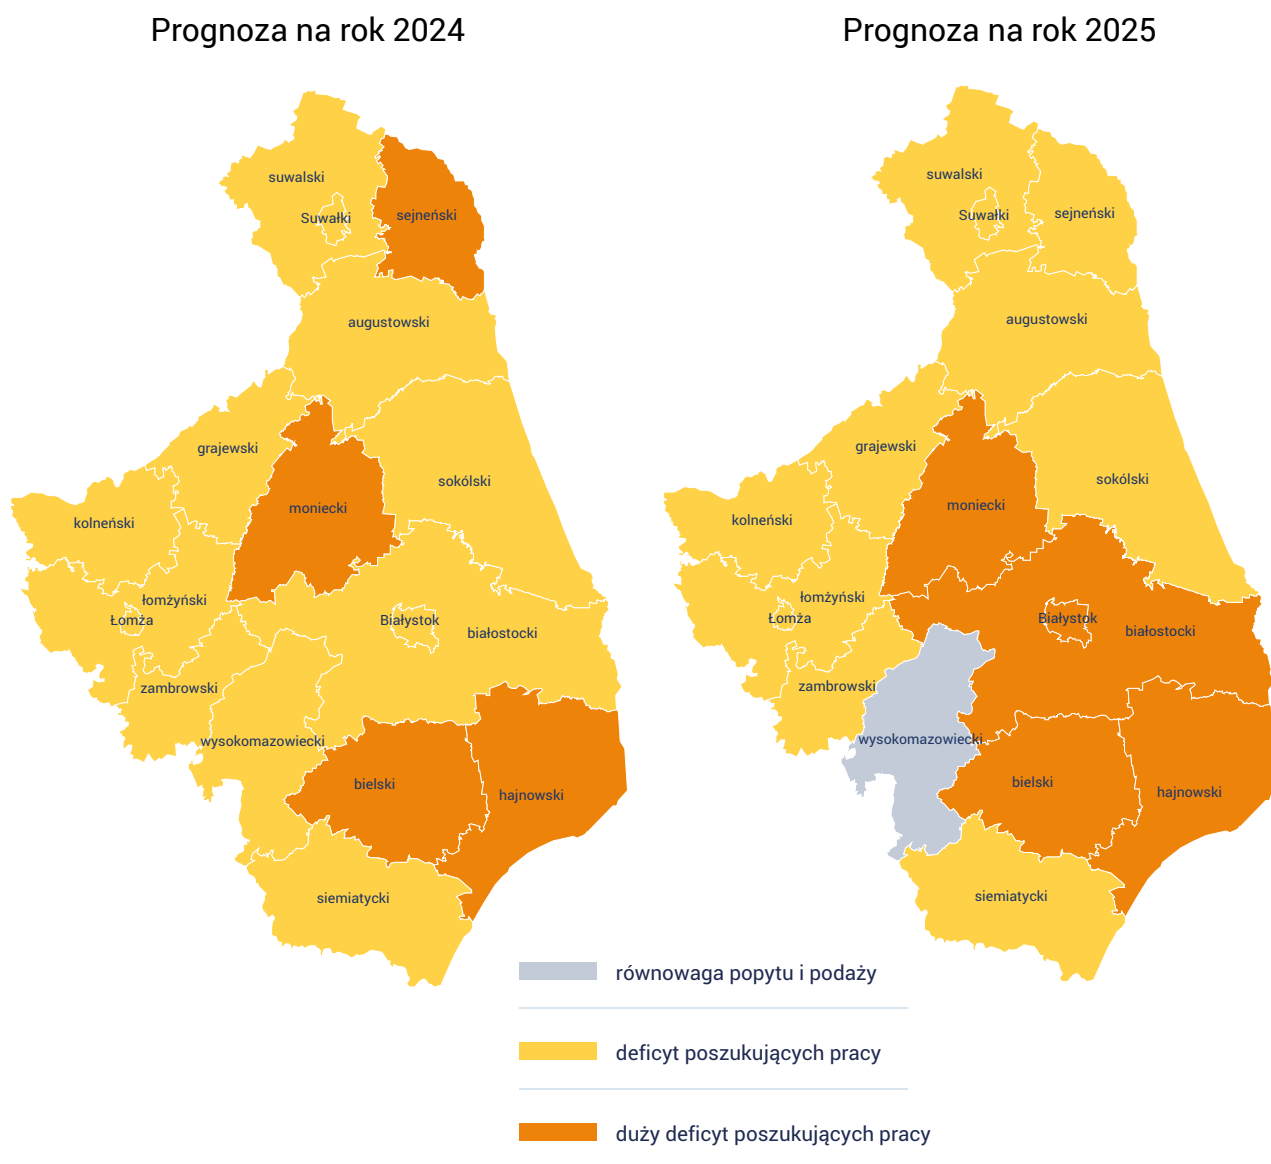 Prognoza na rok 2024
suwalski
Suwałki
sejneński
augustowski
grajewski
sokólski
moniecki
kolneński
łomżyński
Łomża
Białystok
białostocki
zambrowski
wysokomazowiecki
bielski
hajnowski
siemiatycki
Prognoza na rok 2025
suwalski
Suwałki
sejneński
augustowski
grajewski
sokólski
moniecki
kolneński
łomżyński
Łomża
Białystok
białostocki
zambrowski
wysokomazowiecki
bielski
hajnowski
siemiatycki
równowaga popytu i podaży
deficyt poszukujących pracy
duży deficyt poszukujących pracy